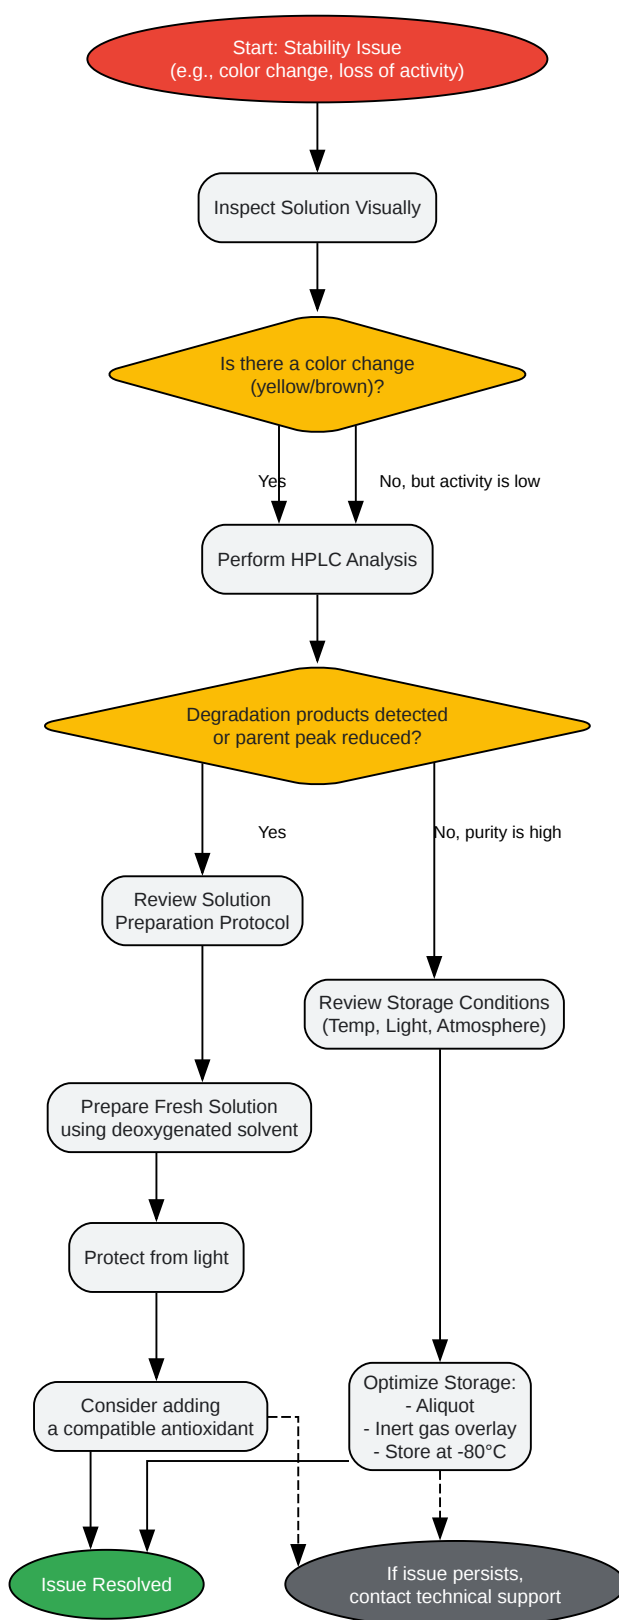 Start: Stability Issue
(e.g., color change, loss of activity)
Inspect Solution Visually
Is there a color change
(yellow/brown)?
Yes
No, but activity is low
Perform HPLC Analysis
Degradation products detected
or parent peak reduced?
Yes
No, purity is high
Review Solution
Preparation Protocol
Review Storage Conditions
(Temp, Light, Atmosphere)
Prepare Fresh Solution
using deoxygenated solvent
Protect from light
Consider adding
a compatible antioxidant
Optimize Storage:
- Aliquot
- Inert gas overlay
- Store at -80°C
Issue Resolved
If issue persists,
contact technical support